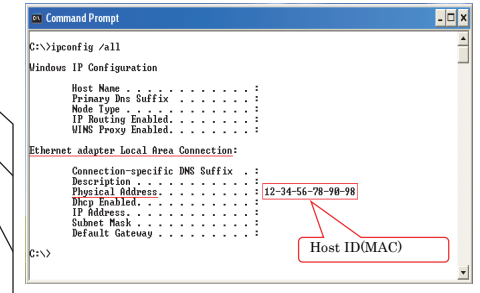 Command Prompt
C:\>ipconfig /all
Windows IP Configuration
Host Name . . . . . . . . . . . . :
Primary Dns Suffix . . . . . . . :
Node Type . . . . . . . . . . . . :
IP Routing Enabled. . . . . . . . :
WINS Proxy Enabled. . . . . . . . :
Ethernet adapter Local Area Connection:
Connection-specific DNS Suffix . :
Description . . . . . . . . . . . :
Physical Address. . . . . . . . . : 12-34-56-78-90-98
Dhcp Enabled. . . . . . . . . . . :
IP Address. . . . . . . . . . . . :
Subnet Mask . . . . . . . . . . . :
Default Gateway . . . . . . . . . :
Host ID(MAC)
C:\>